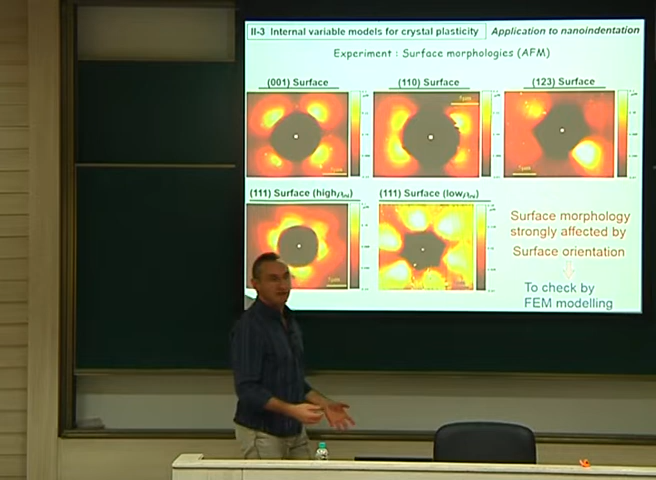 II-3 Internal variable models for crystal plasticity
Application to nanoindentation
Experiment : Surface morphologies (AFM)
(001) Surface
(110) Surface
(123) Surface
(111) Surface (high
(111) Surface (low
Surface morphology
strongly affected by
Surface orientation
To check by
FEM modelling